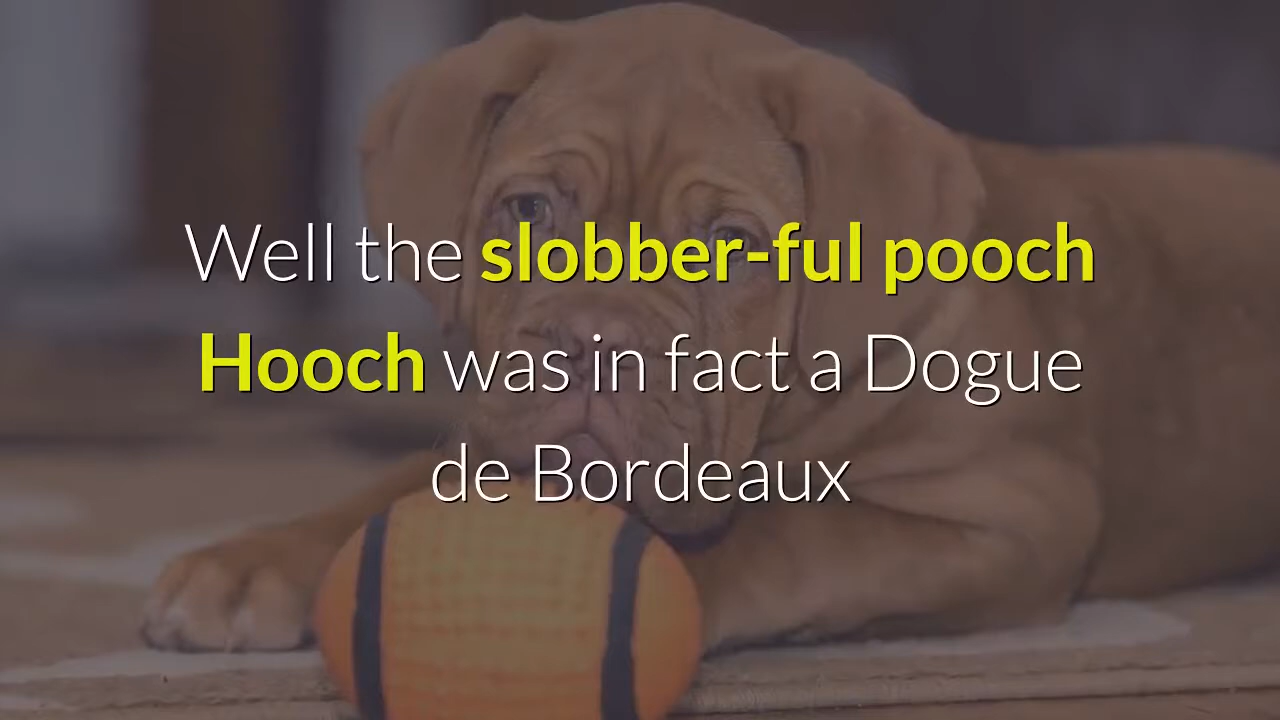 Well the slobber-ful pooch
Hooch was in fact a Dogue
de Bordeaux